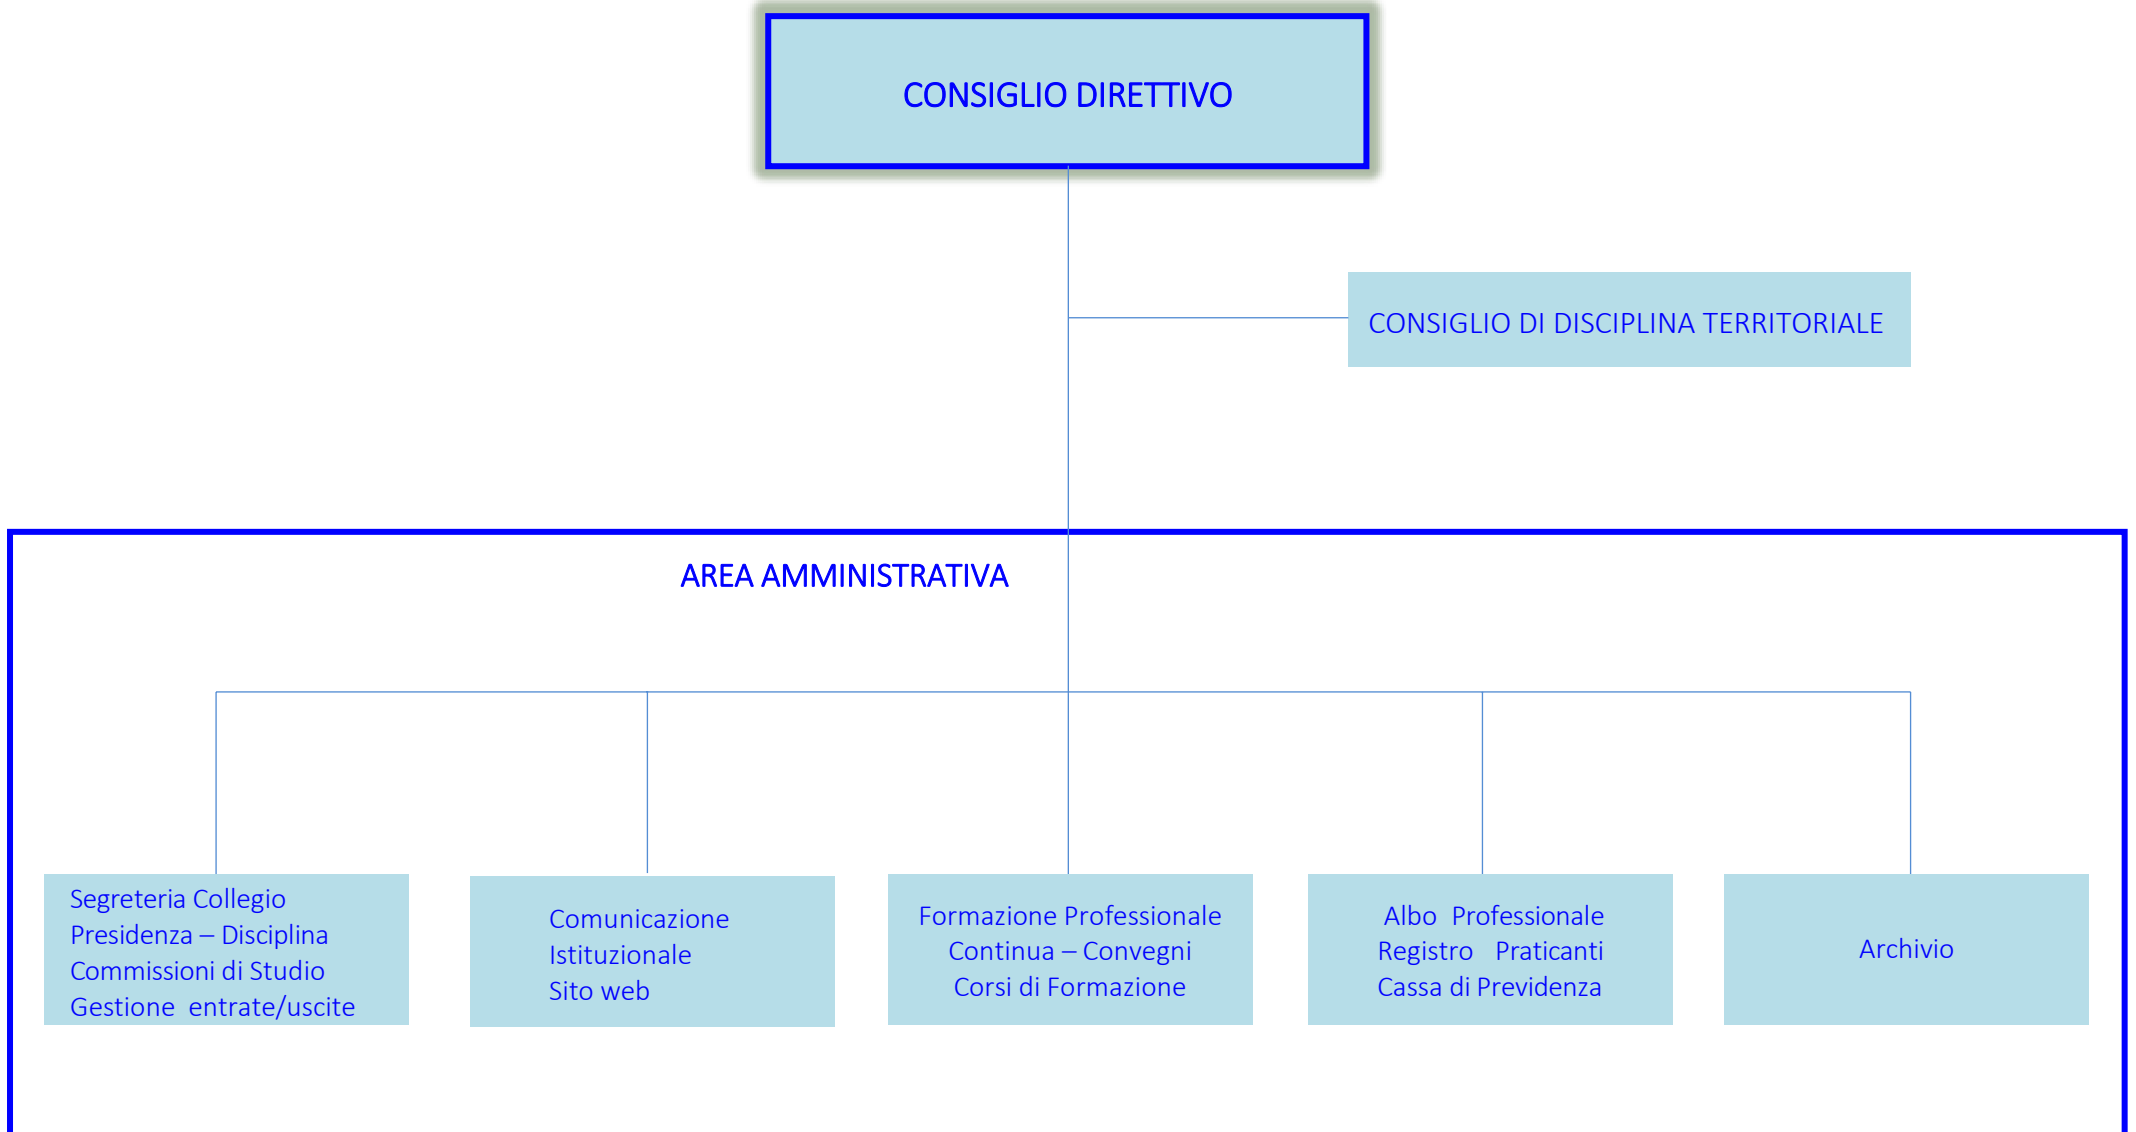 CONSIGLIO DIRETTIVO
CONSIGLIO DI DISCIPLINA TERRITORIALE
AREA AMMINISTRATIVA
Segreteria Collegio
Presidenza – Disciplina
Commissioni di Studio
Gestione entrate/uscite
Comunicazione
Istituzionale
Sito web
Formazione Professionale
Continua – Convegni
Corsi di Formazione
Albo Professionale
Registro Praticanti
Cassa di Previdenza
Archivio